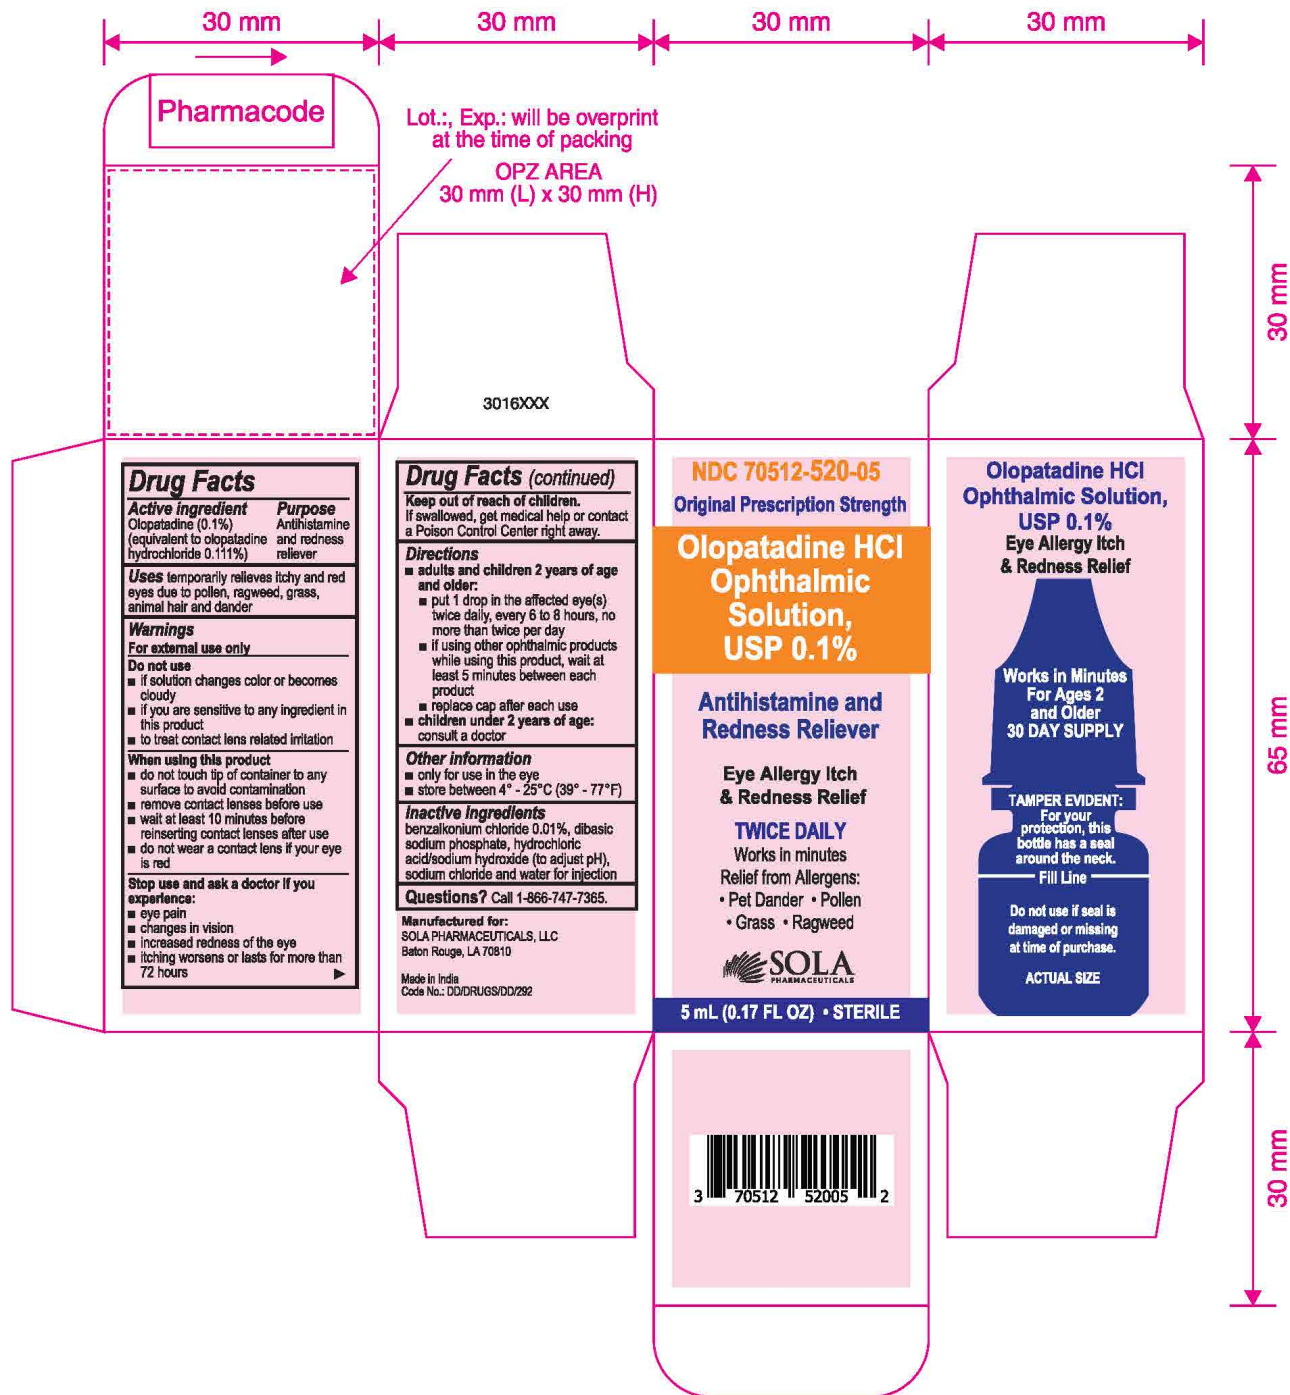 30 mm
30 mm
30 mm
30 mm
Pharmacode
Lot.:, Exp.: will be overprint
at the time of packing
OPZ AREA
30 mm (L) x 30 mm (H)
30 mm
3016XXX
Drug Facts
Active ingredient Purpose
Olopatadine (0.1%) Antihistamine
(equivalent to olopatadine and redness
hydrochloride 0.111%) reliever
Uses temporarily relieves itchy and red
eyes due to pollen, ragweed, grass,
animal hair and dander
Warnings
For external use only
Do not use
■ if solution changes color or becomes
cloudy
■ if you are sensitive to any ingredient in
this product
■ to treat contact lens related irritation
When using this product
■ do not touch tip of container to any
surface to avoid contamination
■ remove contact lenses before use
■ wait at least 10 minutes before
reinserting contact lenses after use
■ do not wear a contact lens if your eye
is red
Stop use and ask a doctor if you
experience:
■ eye pain
■ changes in vision
■ increased redness of the eye
■ itching worsens or lasts for more than
72 hours
Drug Facts (continued)
Keep out of reach of children.
If swallowed, get medical help or contact
a Poison Control Center right away.
Directions
■ adults and children 2 years of age
and older:
■ put 1 drop in the affected eye(s)
twice daily, every 6 to 8 hours, no
more than twice per day
■ if using other ophthalmic products
while using this product, wait at
least 5 minutes between each
product
■ replace cap after each use
■ children under 2 years of age:
consult a doctor
Other information
■ only for use in the eye
■ store between 4° - 25°C (39° - 77°F)
Inactive ingredients
benzalkonium chloride 0.01%, dibasic
sodium phosphate, hydrochloric
acid/sodium hydroxide (to adjust pH),
sodium chloride and water for injection
Questions? Call 1-866-747-7365.
Manufactured for:
SOLA PHARMACEUTICALS, LLC
Baton Rouge, LA 70810
Made in India
Code No.: DD/DRUGS/DD/292
NDC 70512-520-05
Original Prescription Strength
Olopatadine HCl
Ophthalmic
Solution,
USP 0.1%
Antihistamine and
Redness Reliever
Eye Allergy Itch
& Redness Relief
TWICE DAILY
Works in minutes
Relief from Allergens:
• Pet Dander • Pollen
• Grass • Ragweed
SOLA
PHARMACEUTICALS
5 mL (0.17 FL OZ) • STERILE
Olopatadine HCl
Ophthalmic Solution,
USP 0.1%
Eye Allergy Itch
& Redness Relief
Works in Minutes
For Ages 2
and Older
30 DAY SUPPLY
TAMPER EVIDENT:
For your
protection, this
bottle has a seal
around the neck.
Fill Line
Do not use if seal is
damaged or missing
at time of purchase.
ACTUAL SIZE
65 mm
3 70512 52005 2
30 mm